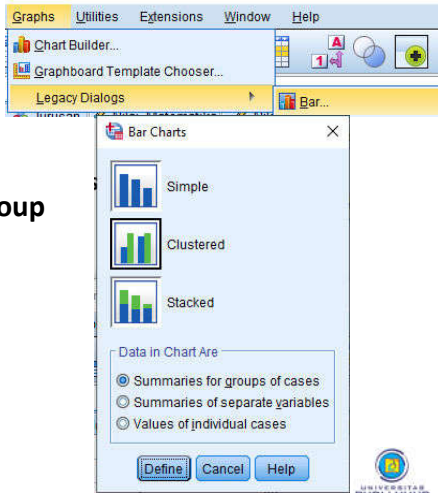 Graphs Utilities Extensions Window Help
Chart Builder...
A
1
Graphboard Template Chooser...
Legacy Dialogs
Bar...
Bar Charts
Simple
oup
Clustered
Stacked
Data in Chart Are
Summaries for groups of cases
Summaries of separate variables
Values of individual cases
Define Cancel Help
UNIVERSITAS